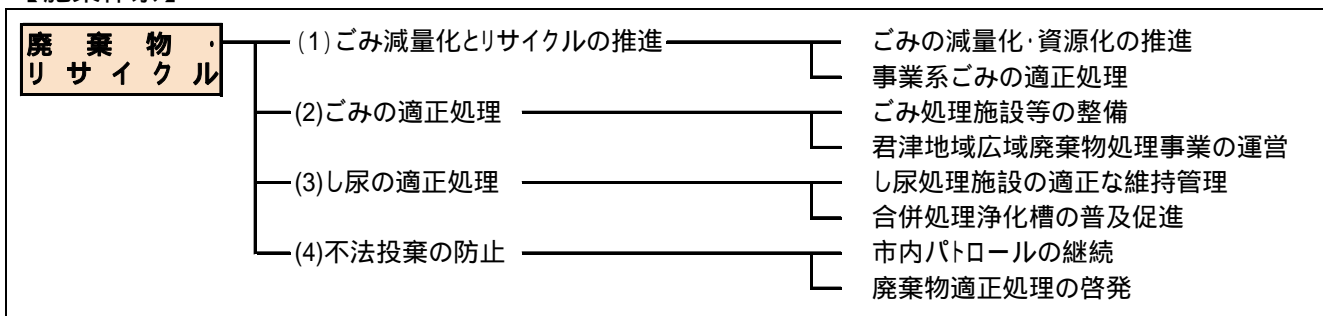 廃棄物・
リサイクル
(1)ごみ減量化とリサイクルの推進
ごみの減量化・資源化の推進
事業系ごみの適正処理
(2)ごみの適正処理
ごみ処理施設等の整備
君津地域広域廃棄物処理事業の運営
(3)し尿の適正処理
し尿処理施設の適正な維持管理
合併処理浄化槽の普及促進
(4)不法投棄の防止
市内パトロールの継続
廃棄物適正処理の啓発